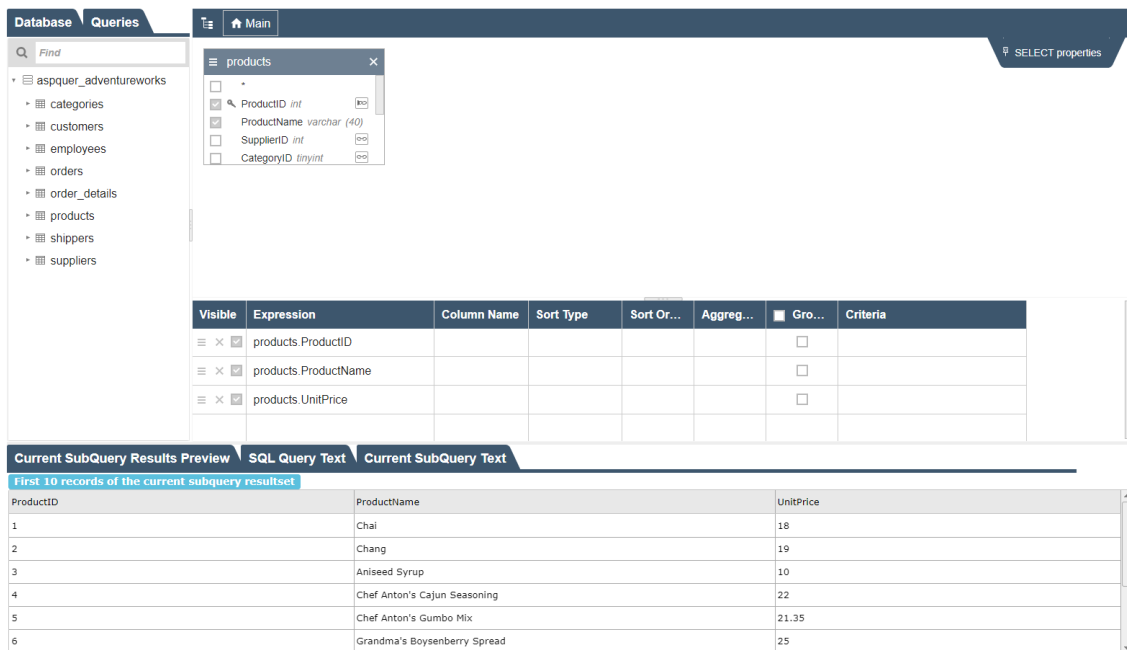 Database Queries
Main
SELECT properties
Find
aspquer_adventureworks
categories
customers
employees
orders
order_details
products
shippers
suppliers
products
*
ProductID int
ProductName varchar (40)
SupplierID int
CategoryID tinyint
Visible Expression Column Name Sort Type Sort Or... Aggreg... Gro... Criteria
products.ProductID
products.ProductName
products.UnitPrice
Current SubQuery Results Preview SQL Query Text Current SubQuery Text
First 10 records of the current subquery resultset
ProductID ProductName UnitPrice
1 Chai 18
2 Chang 19
3 Aniseed Syrup 10
4 Chef Anton's Cajun Seasoning 22
5 Chef Anton's Gumbo Mix 21.35
6 Grandma's Boysenberry Spread 25